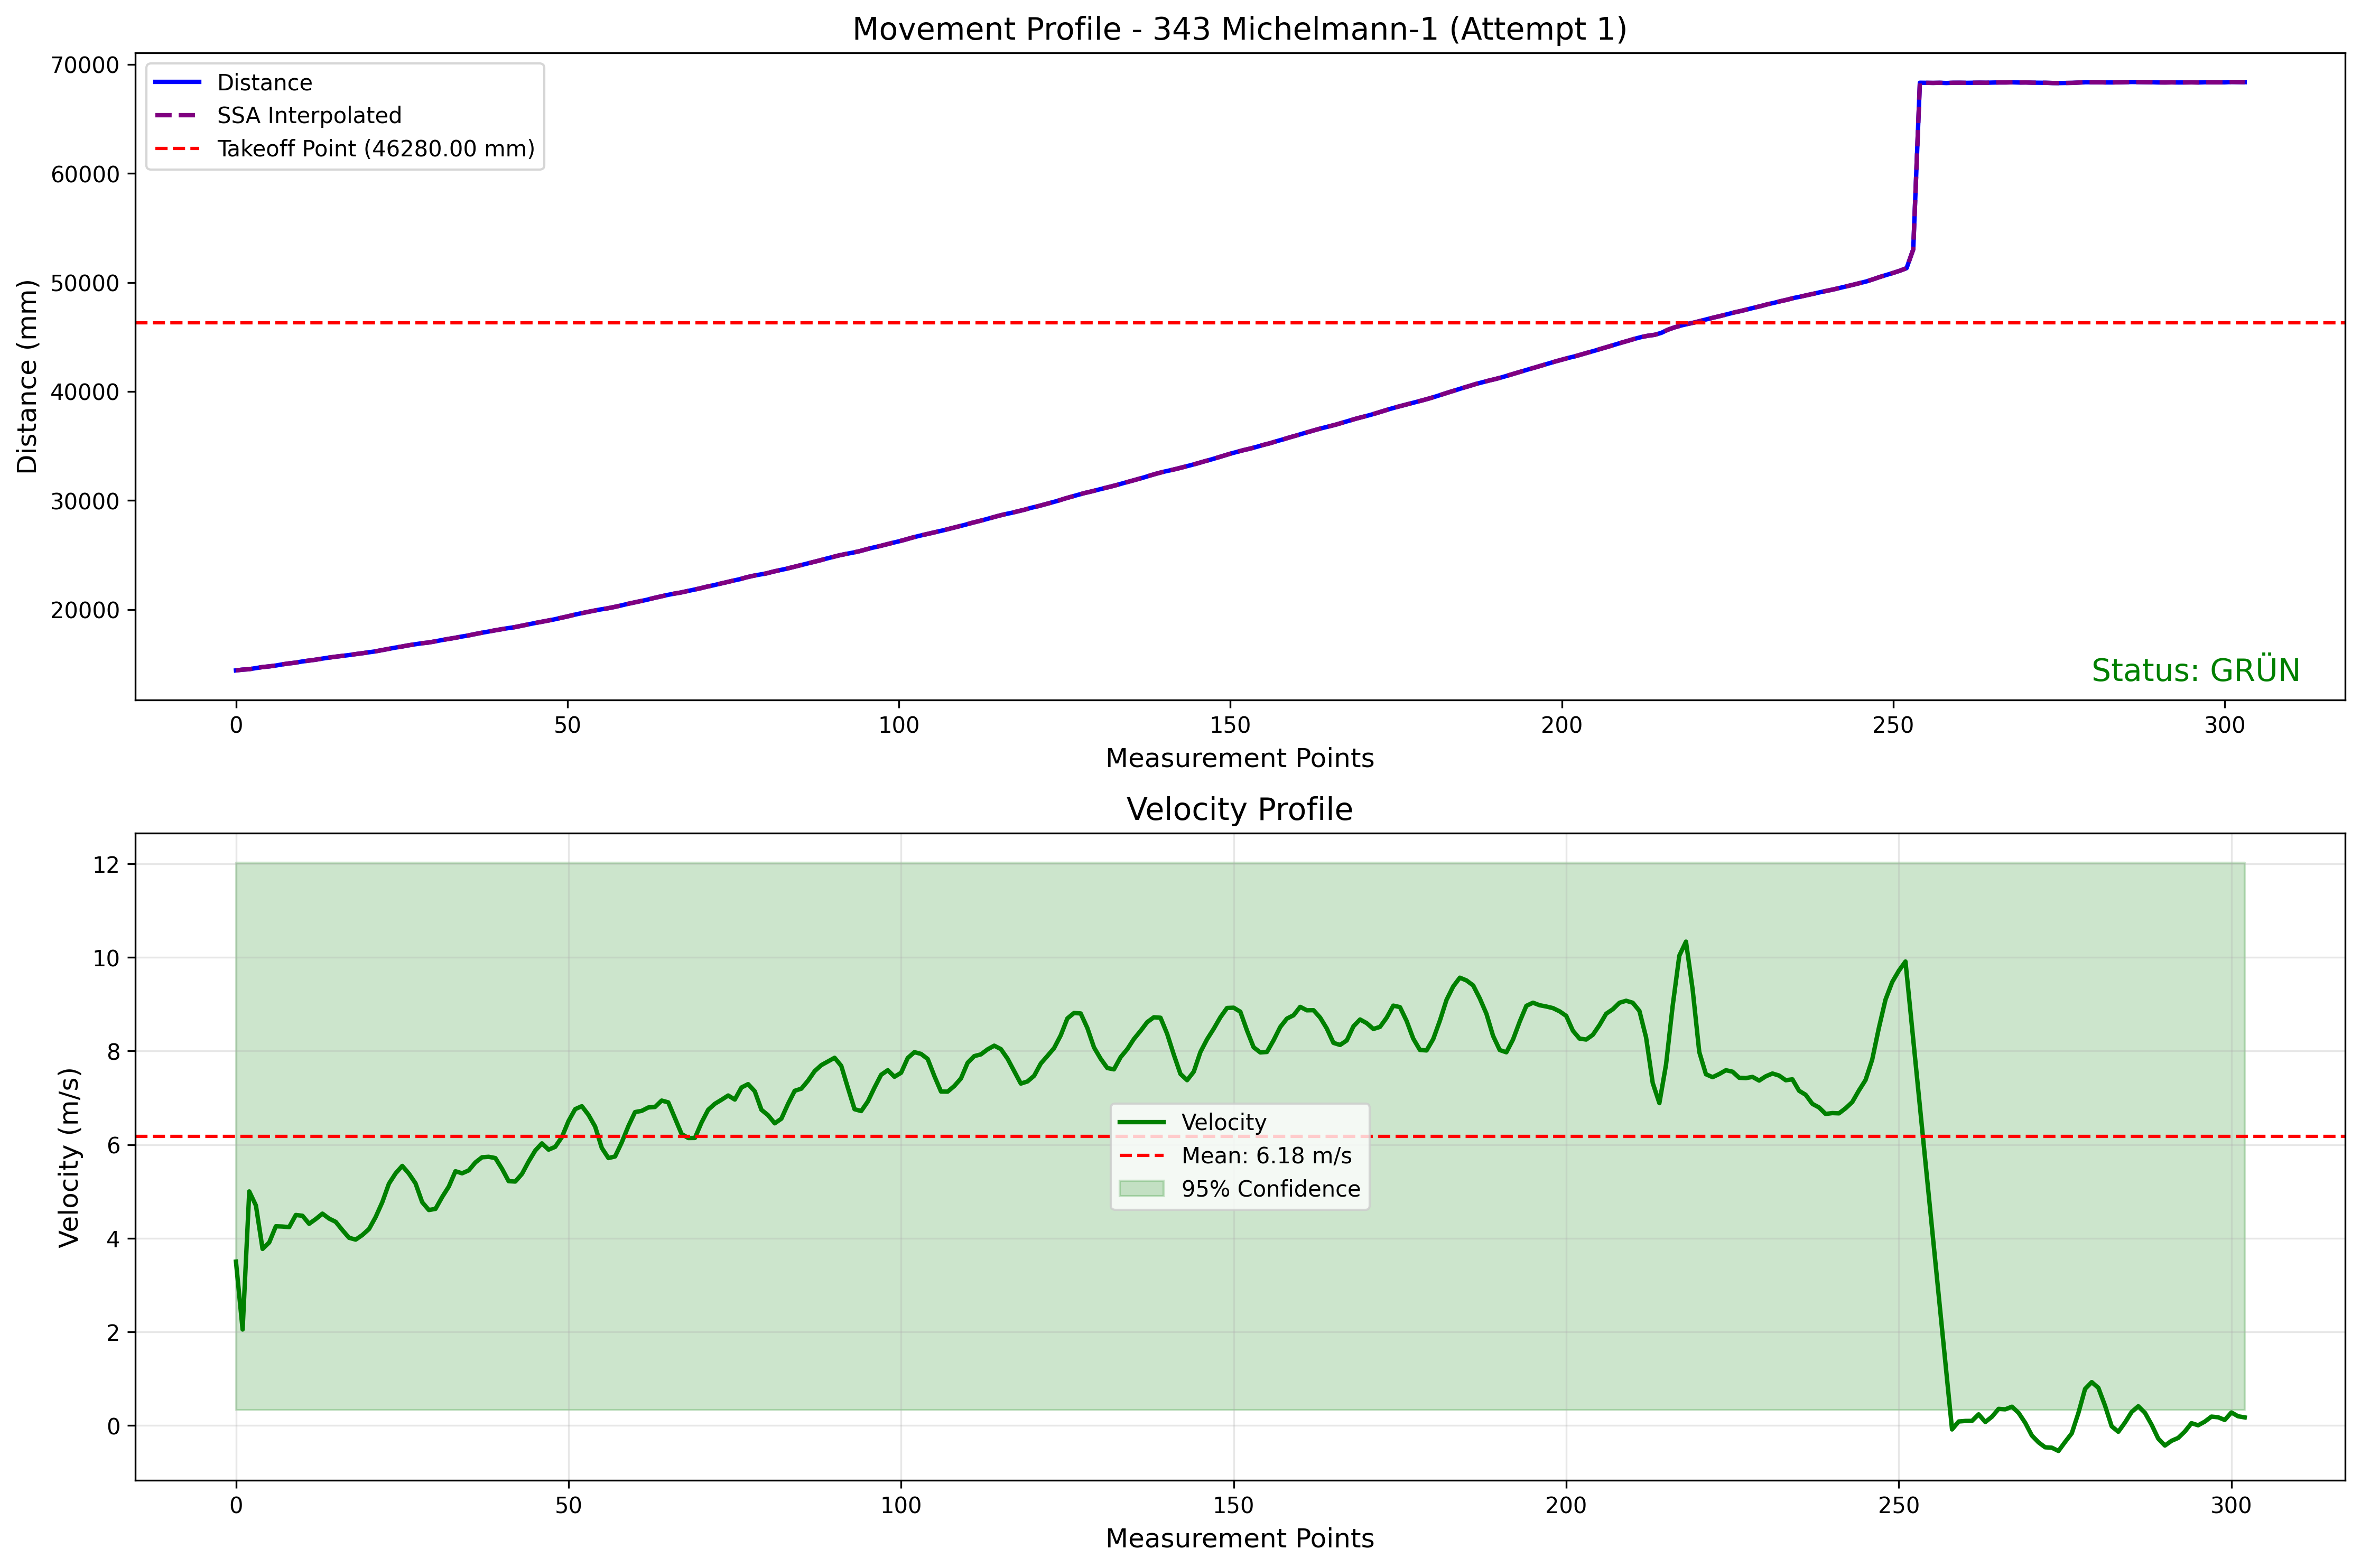 Movement Profile - 343 Michelmann-1 (Attempt 1)
Distance (mm)
70000
60000
50000
40000
30000
20000
Distance
SSA Interpolated
Takeoff Point (46280.00 mm)
Status: GRÜN
0 50 100 150 200 250 300
Measurement Points
Velocity Profile
Velocity (m/s)
12
10
8
6
4
2
0
Velocity
Mean: 6.18 m/s
95% Confidence
0 50 100 150 200 250 300
Measurement Points